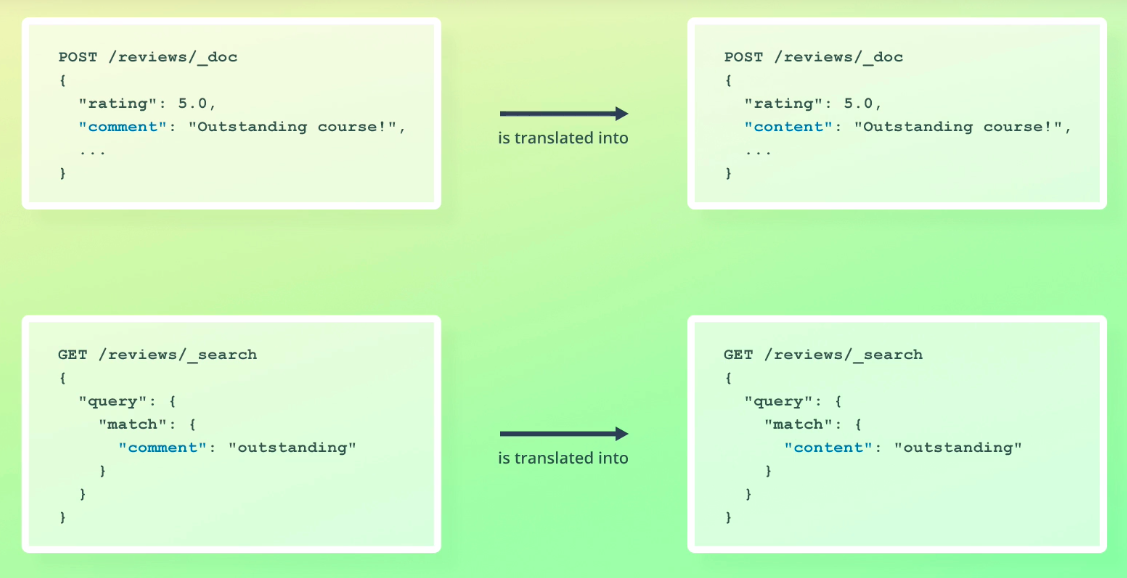 POST /reviews/_doc
{
"rating": 5.0,
"comment": "Outstanding course!",
...
}
is translated into
POST /reviews/_doc
{
"rating": 5.0,
"content": "Outstanding course!",
...
}
GET /reviews/_search
{
"query": {
"match": {
"comment": "outstanding"
}
}
}
is translated into
GET /reviews/_search
{
"query": {
"match": {
"content": "outstanding"
}
}
}